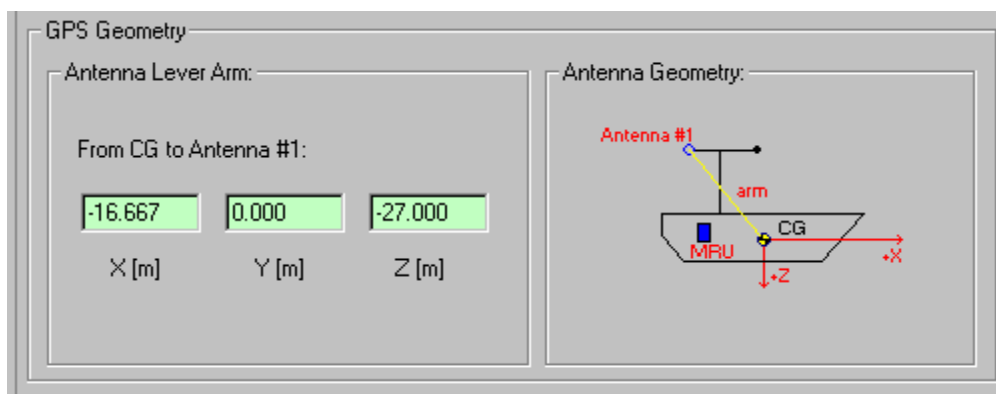 GPS Geometry
Antenna Lever Arm:
From CG to Antenna #1:
-16.667 0.000 -27.000
X [m] Y [m] Z [m]
Antenna Geometry:
Antenna #1
arm
CG
MRU
+X
+Z